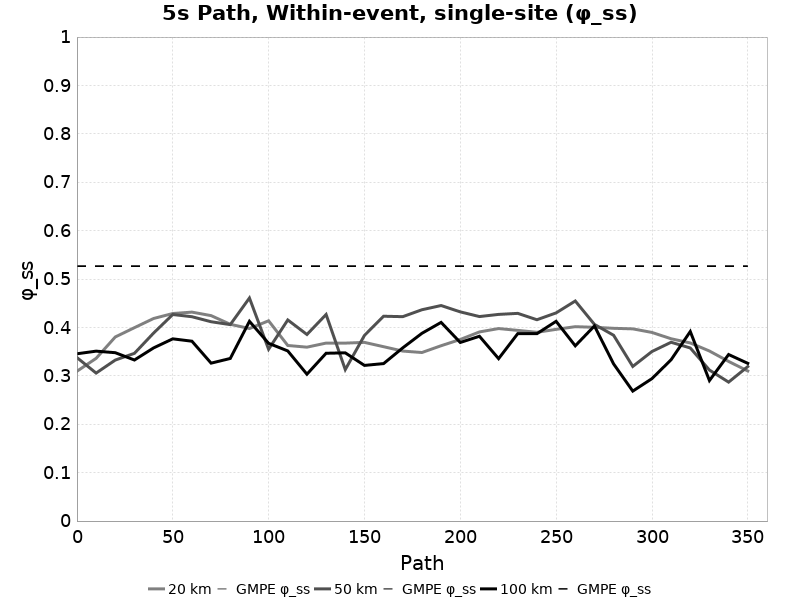 5s Path, Within-event, single-site (φ_ss)
1
0.9
0.8
0.7
0.6
0.5
0.4
0.3
0.2
0.1
0
φ_ss
0 50 100 150 200 250 300 350
Path
20 km GMPE φ_ss 50 km GMPE φ_ss 100 km GMPE φ_ss